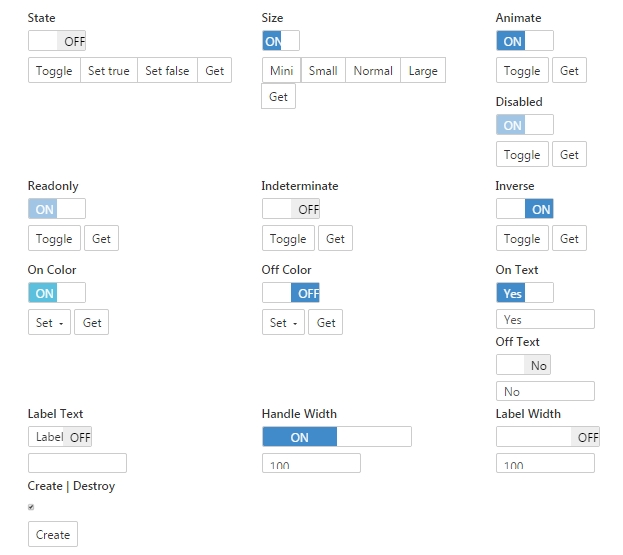 State
OFF
Toggle Set true Set false Get
Size
ON
Mini Small Normal Large
Get
Animate
ON
Toggle Get
Disabled
ON
Toggle Get
Readonly
ON
Toggle Get
Indeterminate
OFF
Toggle Get
Inverse
ON
Toggle Get
On Color
ON
Set Get
Off Color
OFF
Set Get
On Text
Yes
Yes
Off Text
No
No
Label Text
Label OFF
Handle Width
ON
100
Label Width
OFF
100
Create | Destroy
Create